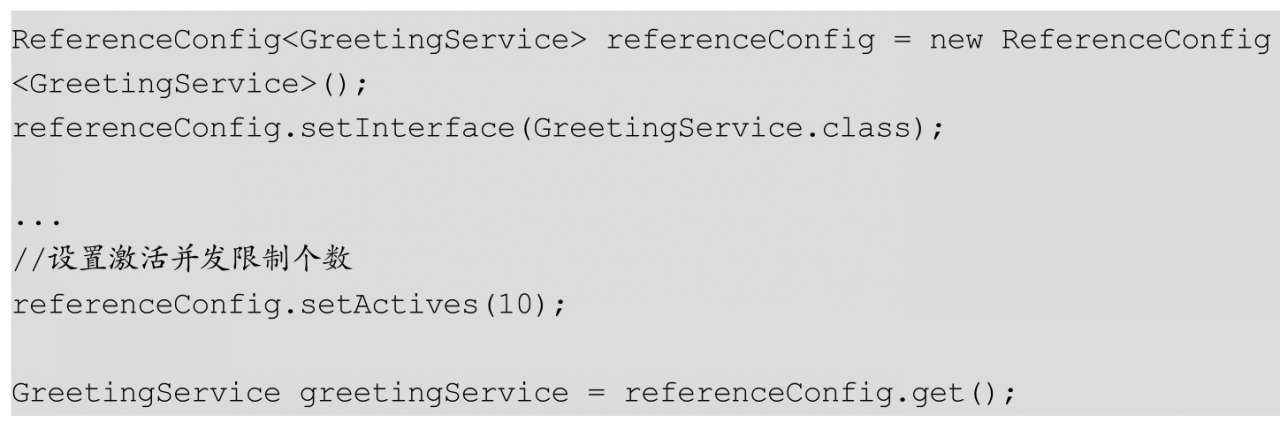 ReferenceConfig<GreetingService> referenceConfig = new ReferenceConfig
<GreetingService>();
referenceConfig.setInterface(GreetingService.class);
...
//设置激活并发限制个数
referenceConfig.setActives(10);
GreetingService greetingService = referenceConfig.get();